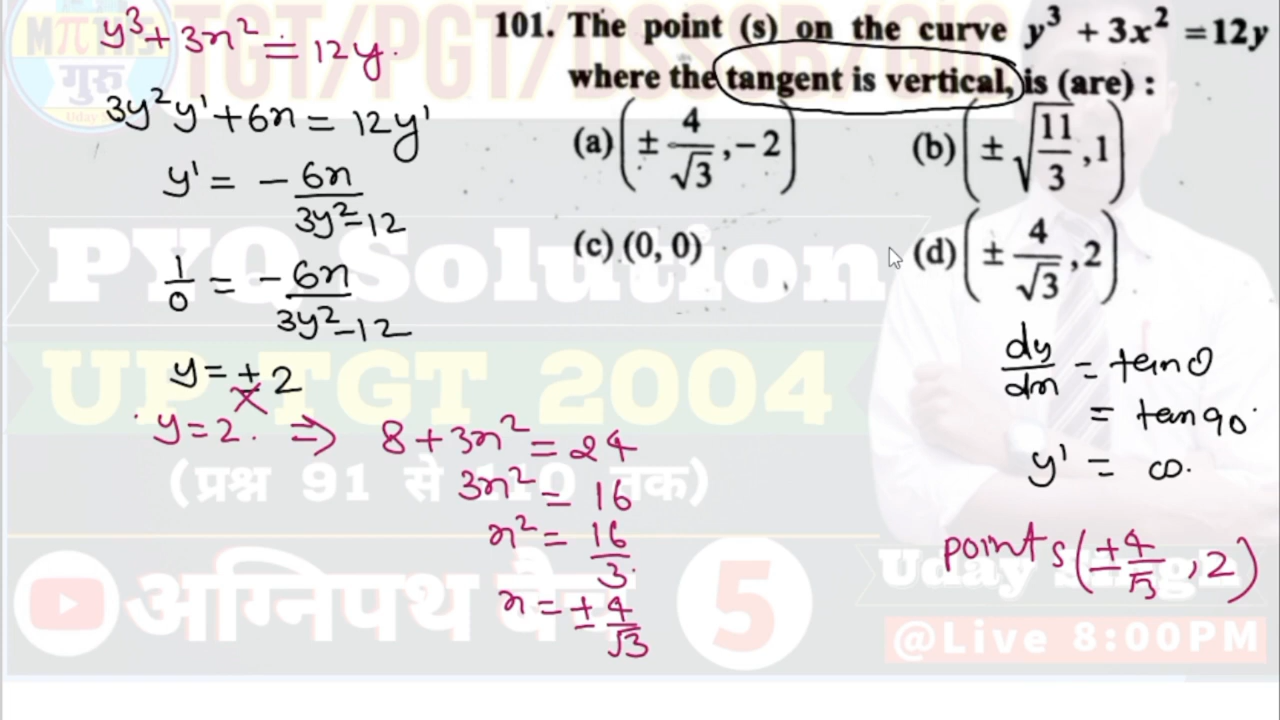 y³ + 3x² = 12y.
3y²y' + 6x = 12y'
y' = - 6x / 3y²-12
1/0 = - 6x / 3y²-12
y = ± 2
y = 2. ⇒ 8 + 3x² = 24
3x² = 16
x² = 16/3.
x = ± 4/√3
101. The point (s) on the curve y³ + 3x² = 12y
where the tangent is vertical, is (are) :
(a) (± 4/√3, - 2)
(b) (± √11/3, 1)
(c) (0, 0)
(d) (± 4/√3, 2)
dy/dx = tanθ
= tan90°
y' = ∞.
points (± 4/√3, 2)
Mπths
गुरु
TGT/PGT/DSSSB/GIC
PYQ Solution
UP TGT 2004
(प्रश्न 91 से 110 तक)
अग्निपथ बैच 5
Uday Singh
@Live 8:00PM